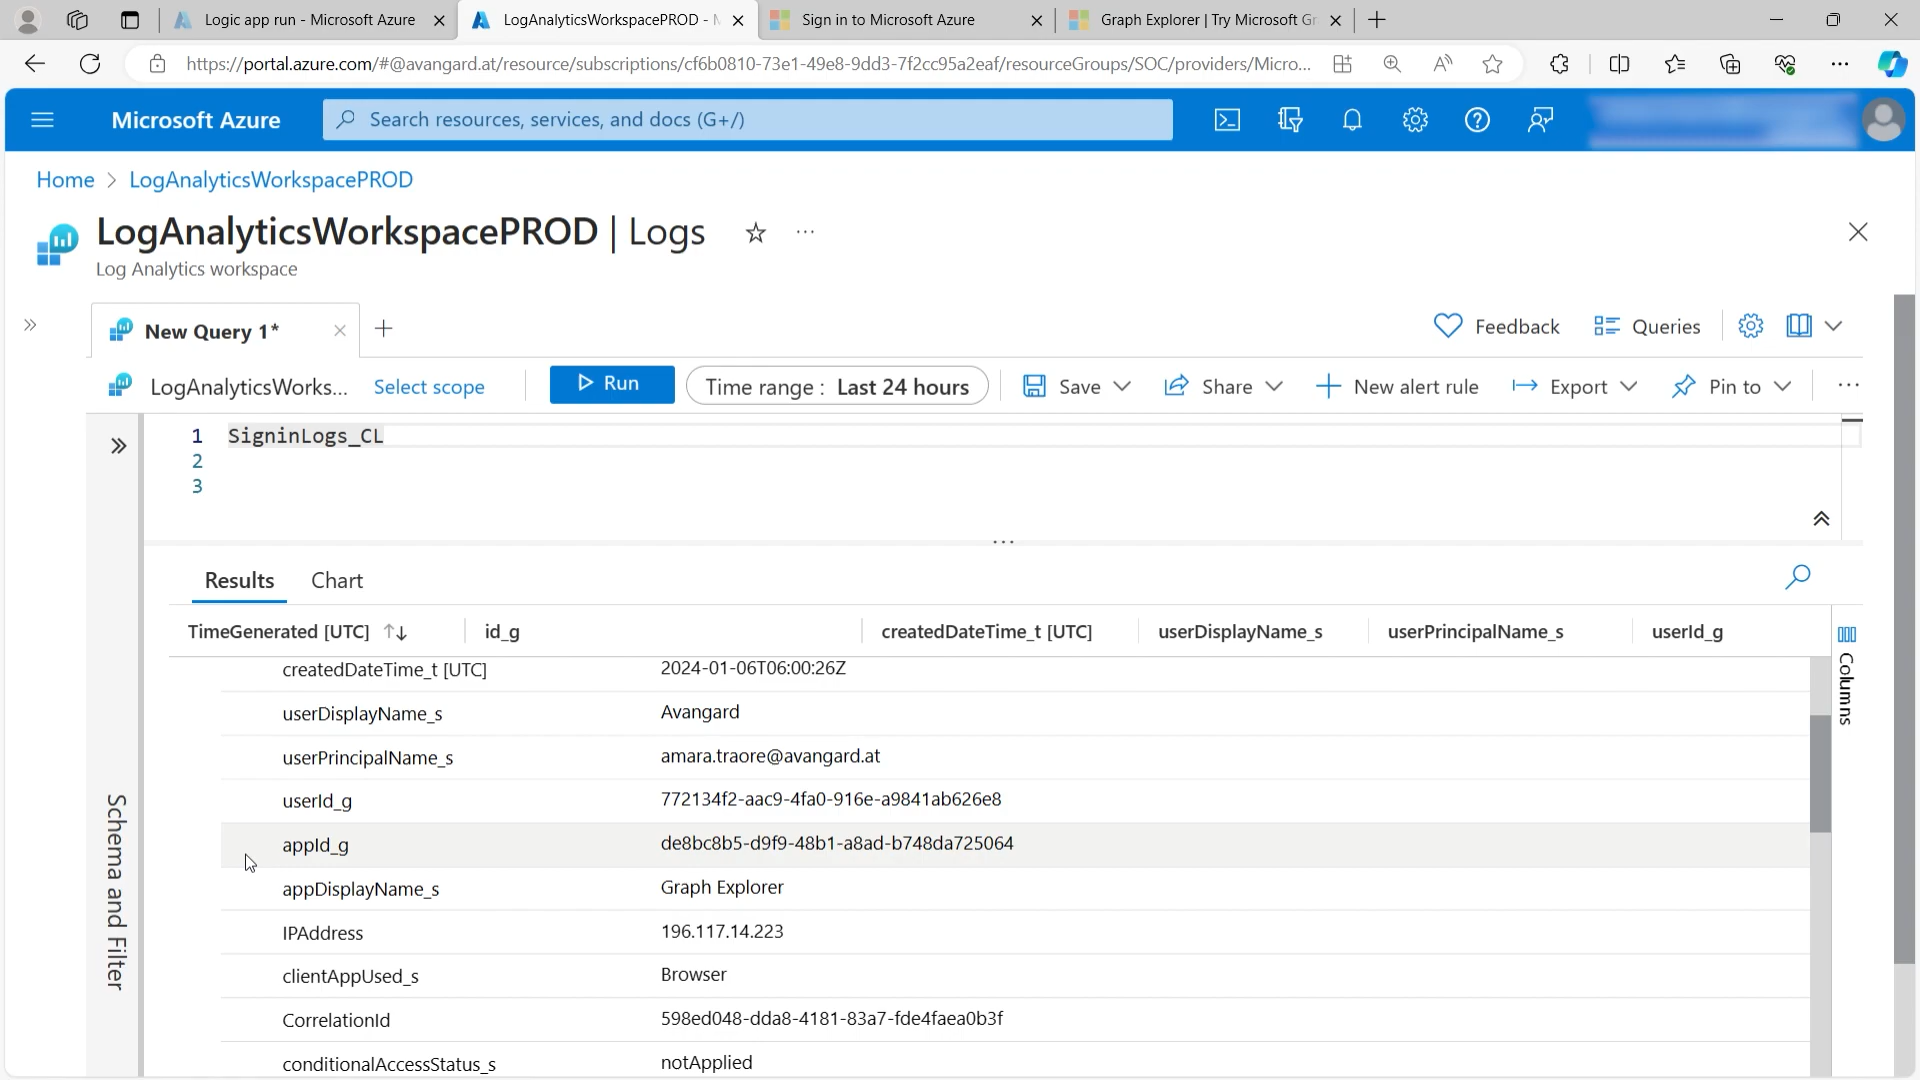 Logic app run - Microsoft Azure
LogAnalyticsWorkspacePROD - M
Sign in to Microsoft Azure
Graph Explorer | Try Microsoft Gr
https://portal.azure.com/#@avangard.at/resource/subscriptions/cf6b0810-73e1-49e8-9dd3-7f2cc95a2eaf/resourceGroups/SOC/providers/Micro...
Microsoft Azure
Search resources, services, and docs (G+/)
Home > LogAnalyticsWorkspacePROD
LogAnalyticsWorkspacePROD | Logs
Log Analytics workspace
New Query 1*
Feedback
Queries
LogAnalyticsWorks...
Select scope
Run
Time range : Last 24 hours
Save
Share
New alert rule
Export
Pin to
1 SigninLogs_CL
2
3
Schema and Filter
Results
Chart
TimeGenerated [UTC] id_g createdDateTime_t [UTC] userDisplayName_s userPrincipalName_s userId_g
Columns
createdDateTime_t [UTC] 2024-01-06T06:00:26Z
userDisplayName_s Avangard
userPrincipalName_s amara.traore@avangard.at
userId_g 772134f2-aac9-4fa0-916e-a9841ab626e8
appId_g de8bc8b5-d9f9-48b1-a8ad-b748da725064
appDisplayName_s Graph Explorer
IPAddress 196.117.14.223
clientAppUsed_s Browser
CorrelationId 598ed048-dda8-4181-83a7-fde4faea0b3f
conditionalAccessStatus_s notApplied